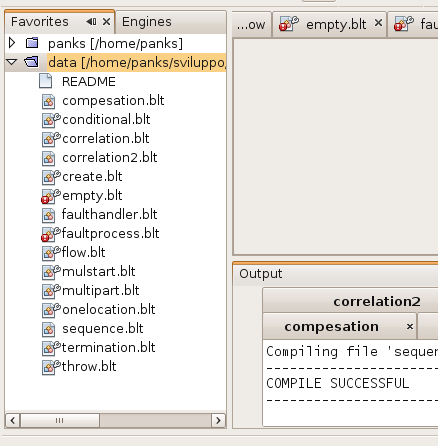 Favorites
Engines
panks [/home/panks]
data [/home/panks/sviluppo/
README
compesation.blt
conditional.blt
correlation.blt
correlation2.blt
create.blt
empty.blt
faulthandler.blt
faultprocess.blt
flow.blt
mulstart.blt
multipart.blt
onelocation.blt
sequence.blt
termination.blt
throw.blt
...ow
empty.blt
fau
Output
correlation2
compesation
Compiling file 'sequen
COMPILE SUCCESSFUL